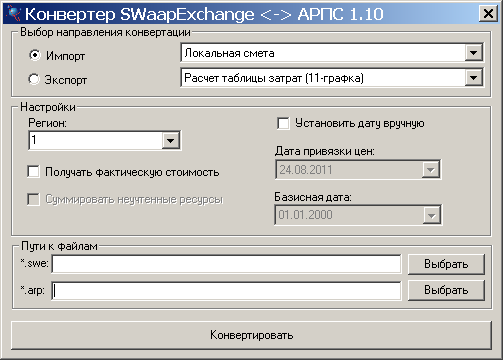 Конвертер SWaapExchange <-> АРПС 1.10
Выбор направления конвертации
Импорт
Локальная смета
Экспорт
Расчет таблицы затрат (11-графка)
Настройки
Регион:
1
Установить дату вручную
Дата привязки цен:
Получать фактическую стоимость
24.08.2011
Суммировать неучтенные ресурсы
Базисная дата:
01.01.2000
Пути к файлам
*.swe:
Выбрать
*.arp:
Выбрать
Конвертировать